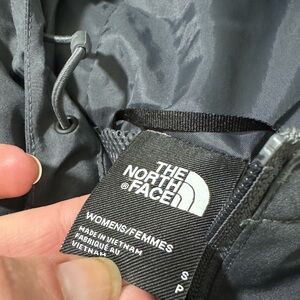 THE
NORTH
FACE
WOMENS/FEMMES
MADE IN VIETNAM
FABRIQUÉ AU
VIETNAM
S
P